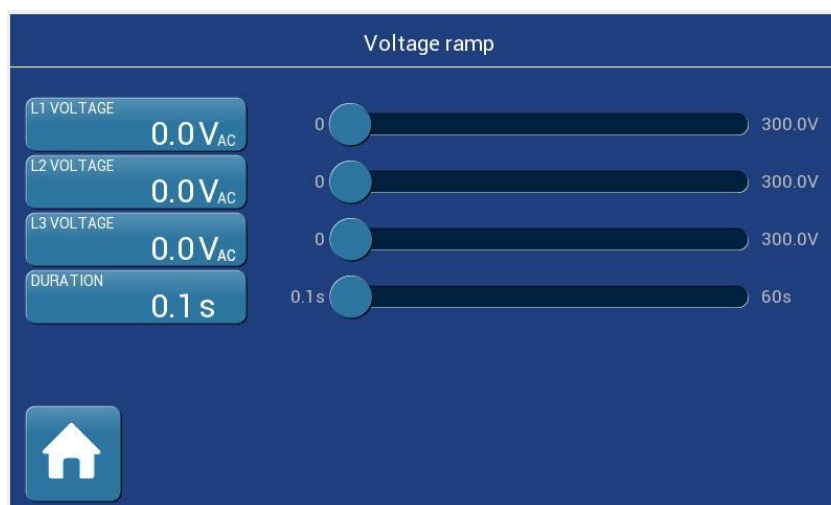 Voltage ramp
L1 VOLTAGE
0.0 VAC
0 300.0V
L2 VOLTAGE
0.0 VAC
0 300.0V
L3 VOLTAGE
0.0 VAC
0 300.0V
DURATION
0.1 s
0.1s 60s